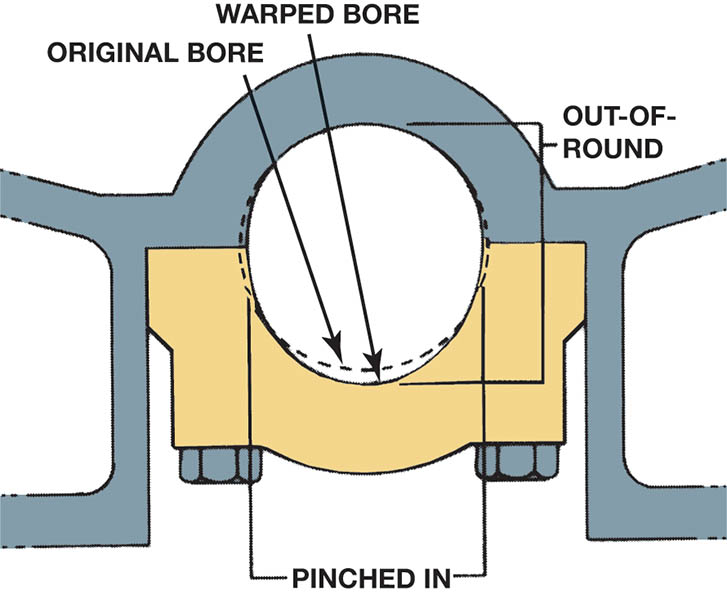 WARPED BORE
ORIGINAL BORE
OUT-OF-
ROUND
PINCHED IN